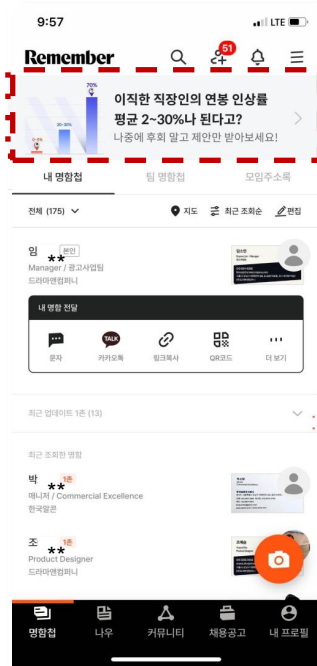 9:57
LTE
Remember
51
70%
20~30%
0~5%
이직한 직장인의 연봉 인상률
평균 2~30%나 된다고?
나중에 후회 말고 제안만 받아보세요!
내 명함첩 팀 명함첩 모임주소록
전체 (175) 지도 최근 조회순 편집
임** 본인
Manager / 광고사업팀
드라마앤컴퍼니
내 명함 전달
TALK
문자 카카오톡 링크복사 QR코드 더 보기
최근 업데이트 1촌 (13)
최근 조회한 명함
박** 1촌
매니저 / Commercial Excellence
한국알콘
조** 1촌
Product Designer
드라마앤컴퍼니
명함첩 나우 커뮤니티 채용공고 내 프로필